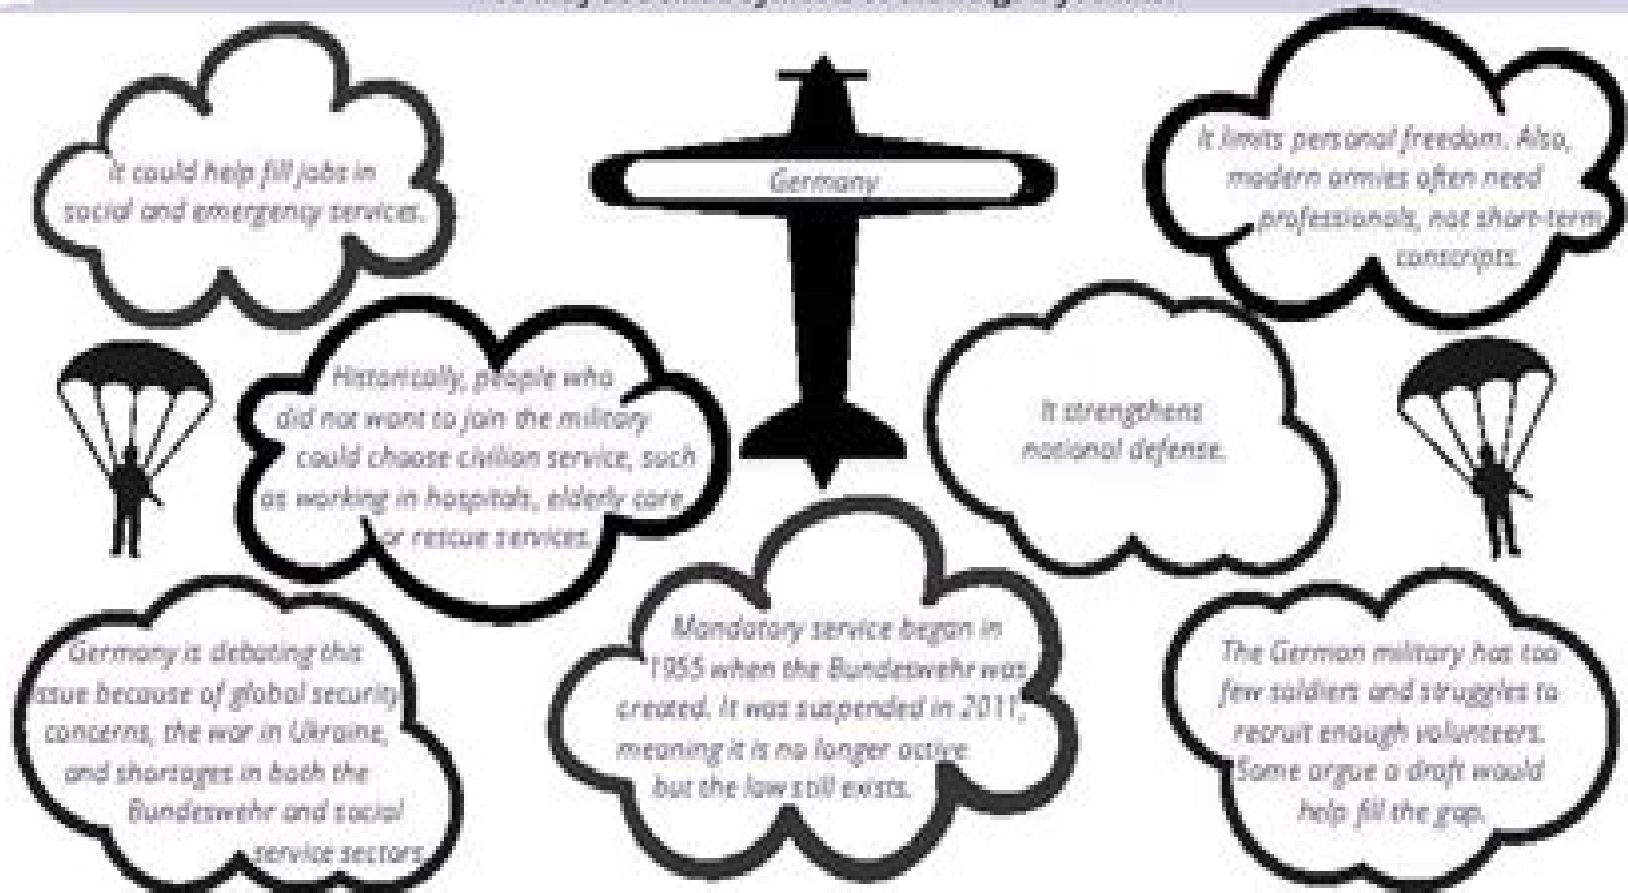 It could help fill jobs in
social and emergency services.
Germany
It limits personal freedom. Also,
modern armies often need
professionals, not short-term
conscripts.
Historically, people who
did not want to join the military
could choose civilian service, such
as working in hospitals, elderly care,
or rescue services.
It strengthens
national defense.
Germany is debating this
issue because of global security
concerns, the war in Ukraine,
and shortages in both the
Bundeswehr and social
service sectors.
Mandatory service began in
1955 when the Bundeswehr was
created. It was suspended in 2011,
meaning it is no longer active
but the law still exists.
The German military has too
few soldiers and struggles to
recruit enough volunteers.
Some argue a draft would
help fill the gap.